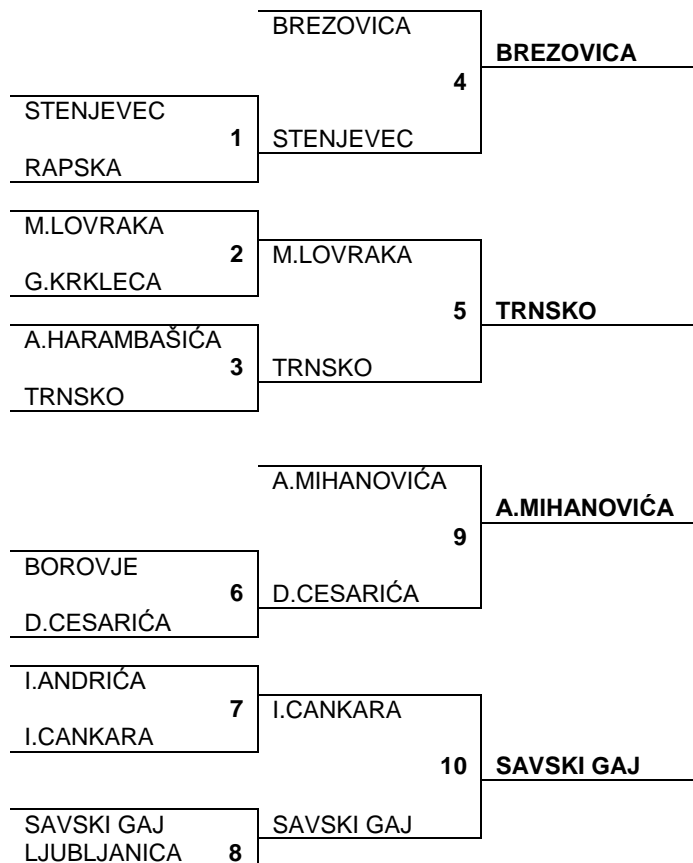 BREZOVICA
BREZOVICA
4
STENJEVEC
1
STENJEVEC
RAPSKA
M.LOVRAKA
2
M.LOVRAKA
G.KRKLECA
5
TRNSKO
A.HARAMBAŠIĆA
3
TRNSKO
TRNSKO
A.MIHANOVIĆA
A.MIHANOVIĆA
9
BOROVJE
6
D.CESARIĆA
D.CESARIĆA
I.ANDRIĆA
7
I.CANKARA
I.CANKARA
10
SAVSKI GAJ
SAVSKI GAJ
SAVSKI GAJ
LJUBLJANICA
8